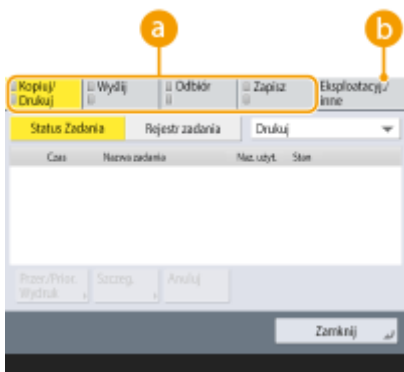 a
b
Kopiuj/
Drukuj
Wyślij
Odbiór
Zapisz
Eksploatacyj./
inne
Status Zadania
Rejestr zadania
Drukuj
Czas
Nazwa zadania
Naz. użyt.
Stan
Przer./Prior.
Wydruk
Szczeg.
Anuluj
Zamknij